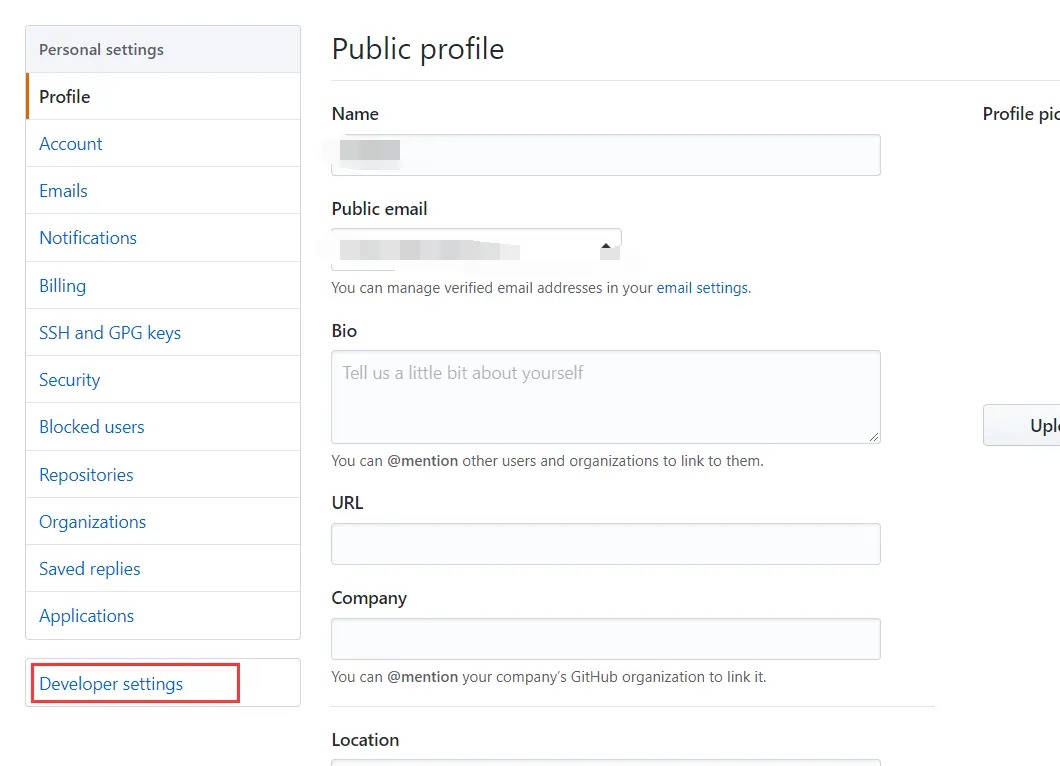 Personal settings
Profile
Account
Emails
Notifications
Billing
SSH and GPG keys
Security
Blocked users
Repositories
Organizations
Saved replies
Applications
Developer settings
Public profile
Name
Public email
You can manage verified email addresses in your email settings.
Bio
Tell us a little bit about yourself
You can @mention other users and organizations to link to them.
URL
Company
You can @mention your company's GitHub organization to link it.
Location
Profile pic
Uplo